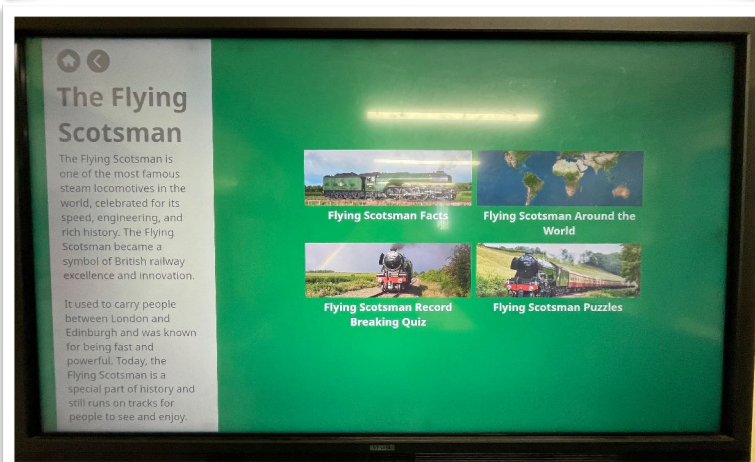 The Flying
Scotsman
The Flying Scotsman is
one of the most famous
steam locomotives in the
world, celebrated for its
speed, engineering, and
rich history. The Flying
Scotsman became a
symbol of British railway
excellence and innovation.
It used to carry people
between London and
Edinburgh and was known
for being fast and
powerful. Today, the
Flying Scotsman is a
special part of history and
still runs on tracks for
people to see and enjoy.
Flying Scotsman Facts
Flying Scotsman Around the
World
Flying Scotsman Record
Breaking Quiz
Flying Scotsman Puzzles